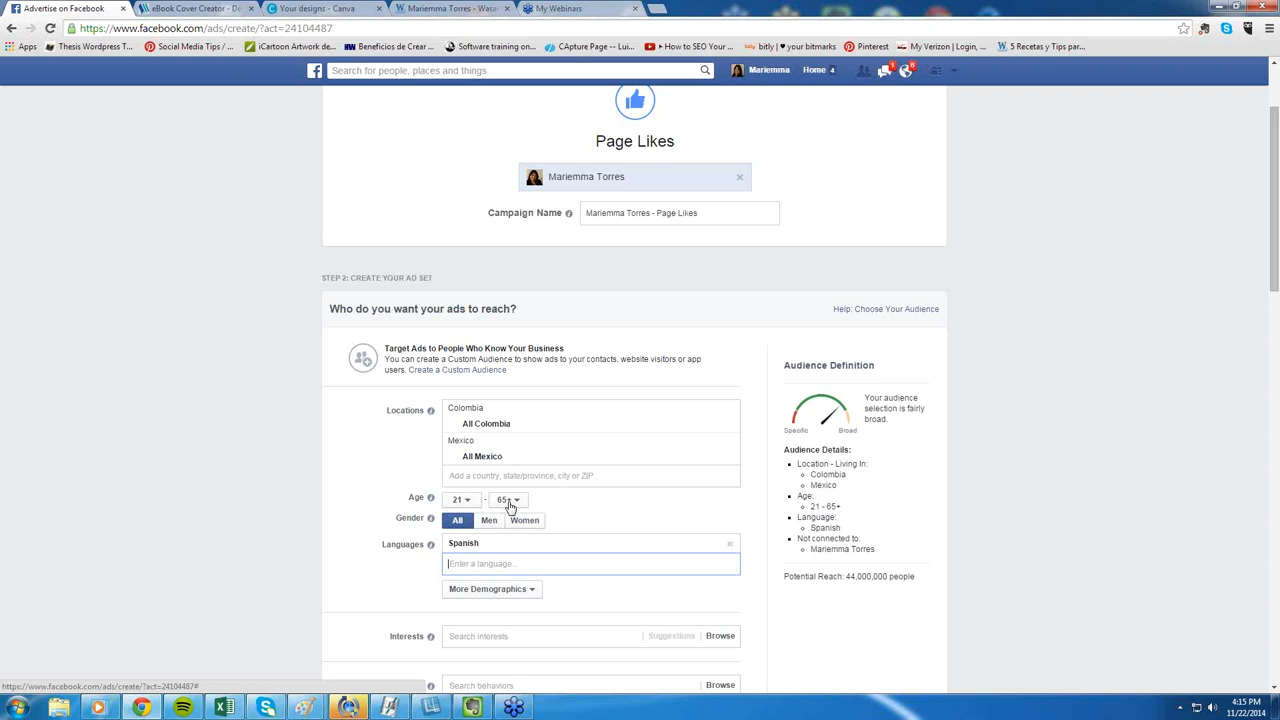 Advertise on Facebook
eBook Cover Creator - De
Your designs - Canva
Mariemma Torres - Wasa
My Webinars
https://www.facebook.com/ads/create/?act=24104487
Apps
Thesis Wordpress T...
Social Media Tips / ...
iCartoon Artwork de...
Beneficios de Crear ...
Software training on...
CApture Page -- Lui...
How to SEO Your ...
bitly | ♥ your bitmarks
Pinterest
My Verizon | Login, ...
5 Recetas y Tips par...
Search for people, places and things
Mariemma
Home 4
1
6
Page Likes
Mariemma Torres
Campaign Name
Mariemma Torres - Page Likes
STEP 2: CREATE YOUR AD SET
Who do you want your ads to reach?
Help: Choose Your Audience
Target Ads to People Who Know Your Business
You can create a Custom Audience to show ads to your contacts, website visitors or app
users. Create a Custom Audience
Locations
Colombia
All Colombia
Mexico
All Mexico
Add a country, state/province, city or ZIP
Age
21 - 65+
Gender
All Men Women
Languages
Spanish
Enter a language...
More Demographics
Interests
Search interests
Suggestions
Browse
Search behaviors
Browse
Audience Definition
Your audience
selection is fairly
broad.
Specific
Broad
Audience Details:
Location - Living In:
Colombia
Mexico
Age:
21 - 65+
Language:
Spanish
Not connected to:
Mariemma Torres
Potential Reach: 44,000,000 people
https://www.facebook.com/ads/create/?act=24104487#
4:15 PM
11/22/2014